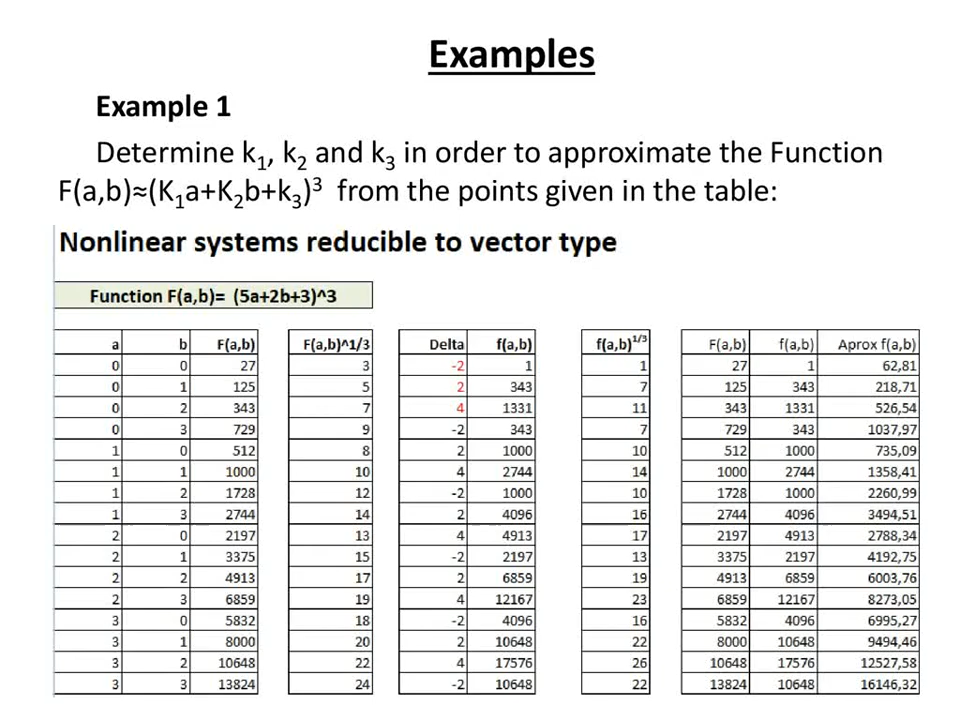 Examples
Example 1
Determine k1, k2 and k3 in order to approximate the Function
F(a,b)≈(K1a+K2b+k3)3 from the points given in the table:
Nonlinear systems reducible to vector type
Function F(a,b)= (5a+2b+3)^3
a b F(a,b) F(a,b)^1/3 Delta f(a,b) f(a,b)1/3 F(a,b) f(a,b) Aprox f(a,b)
0 0 27 3 -2 1 1 27 1 62,81
0 1 125 5 2 343 7 125 343 218,71
0 2 343 7 4 1331 11 343 1331 526,54
0 3 729 9 -2 343 7 729 343 1037,97
1 0 512 8 2 1000 10 512 1000 735,09
1 1 1000 10 4 2744 14 1000 2744 1358,41
1 2 1728 12 -2 1000 10 1728 1000 2260,99
1 3 2744 14 2 4096 16 2744 4096 3494,51
2 0 2197 13 4 4913 17 2197 4913 2788,34
2 1 3375 15 -2 2197 13 3375 2197 4192,75
2 2 4913 17 2 6859 19 4913 6859 6003,76
2 3 6859 19 4 12167 23 6859 12167 8273,05
3 0 5832 18 -2 4096 16 5832 4096 6995,27
3 1 8000 20 2 10648 22 8000 10648 9494,46
3 2 10648 22 4 17576 26 10648 17576 12527,58
3 3 13824 24 -2 10648 22 13824 10648 16146,32